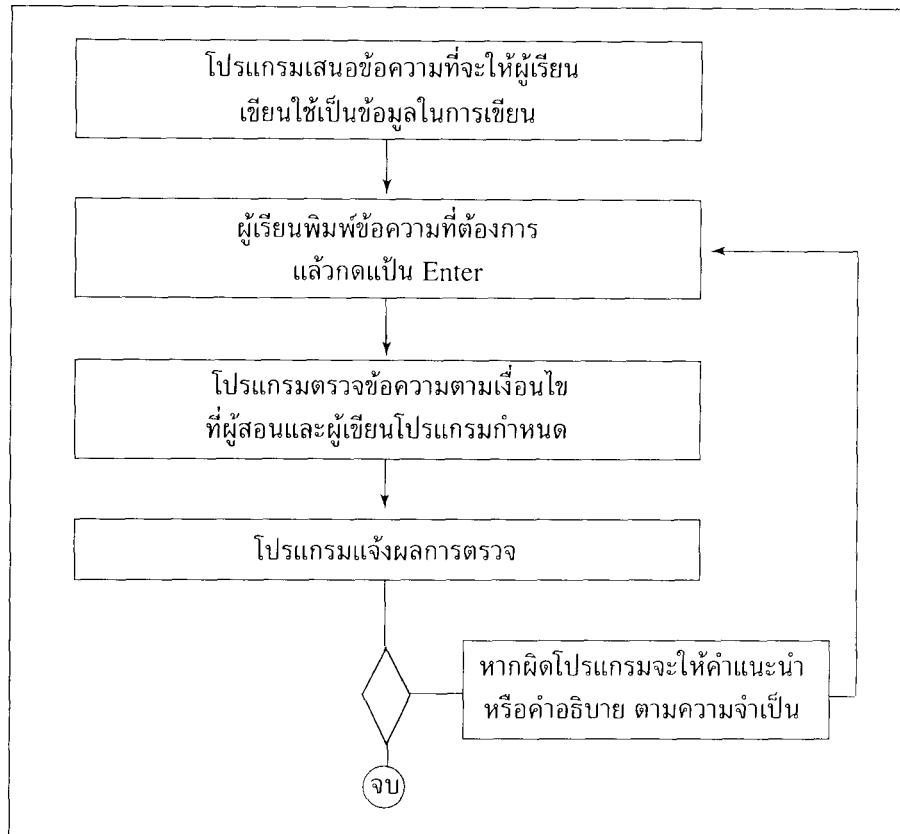 โปรแกรมเสนอข้อความที่จะให้ผู้เรียน
เขียนใช้เป็นข้อมูลในการเขียน
ผู้เรียนพิมพ์ข้อความที่ต้องการ
แล้วกดแป้น Enter
โปรแกรมตรวจข้อความตามเงื่อนไข
ที่ผู้สอนและผู้เขียนโปรแกรมกำหนด
โปรแกรมแจ้งผลการตรวจ
หากผิดโปรแกรมจะให้คำแนะนำ
หรือคำอธิบาย ตามความจำเป็น
จบ